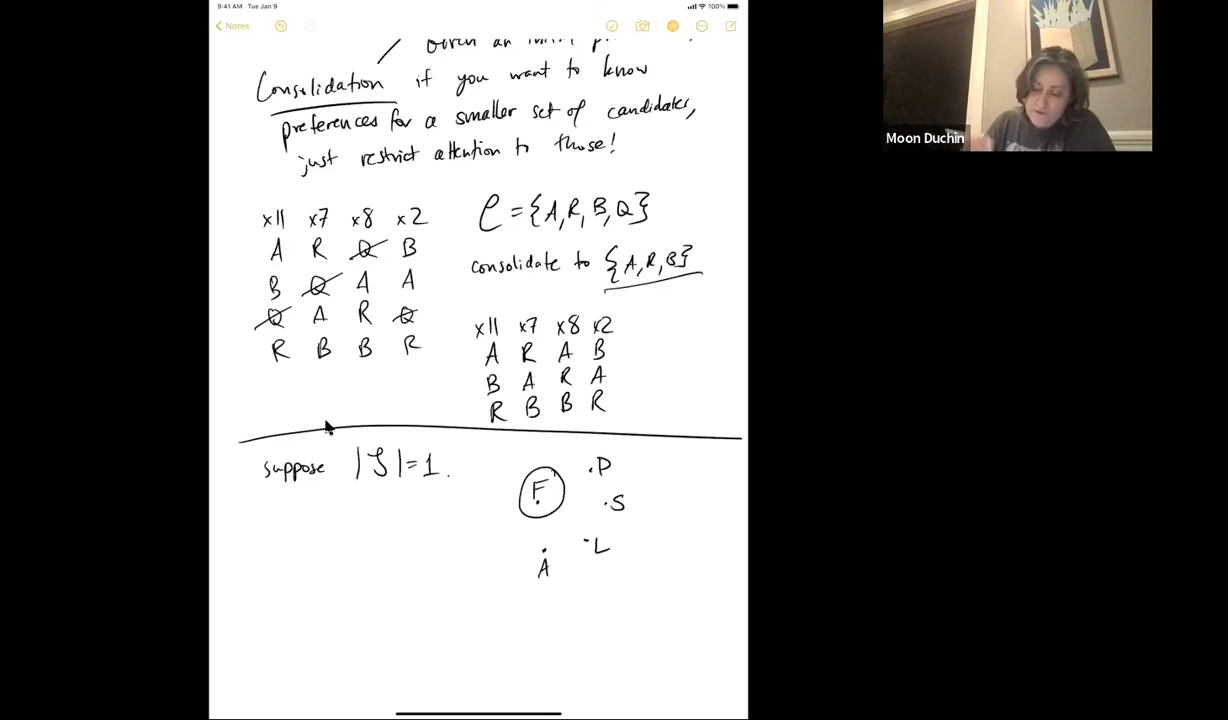 9:41 AM Tue Jan 9
100%
Notes
Given an
Consolidation if you want to know
preferences for a smaller set of candidates,
just restrict attention to those!
x11 x7 x8 x2
A R Q B
B Q A A
Q A R Q
R B B R
C = {A, R, B, Q}
consolidate to {A, R, B}
x11 x7 x8 x2
A R A B
B A R A
R B B R
suppose |S| = 1.
F
.P
.S
.L
A
Moon Duchin